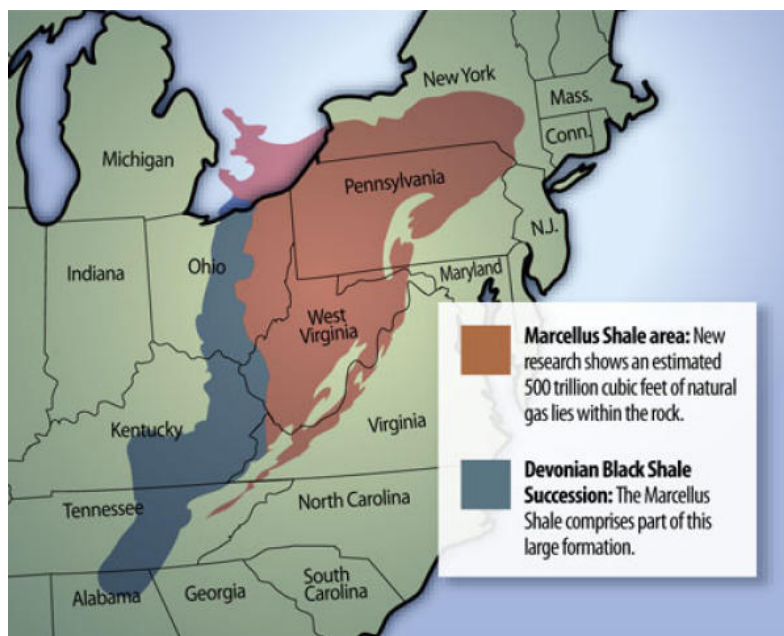 New York
Mass.
Conn.
Michigan
Pennsylvania
N.J.
Ohio
Indiana
Maryland
West
Virginia
Marcellus Shale area: New
research shows an estimated
500 trillion cubic feet of natural
gas lies within the rock.
Kentucky
Virginia
Devonian Black Shale
Succession: The Marcellus
Shale comprises part of this
large formation.
Tennessee
North Carolina
Alabama
Georgia
South
Carolina